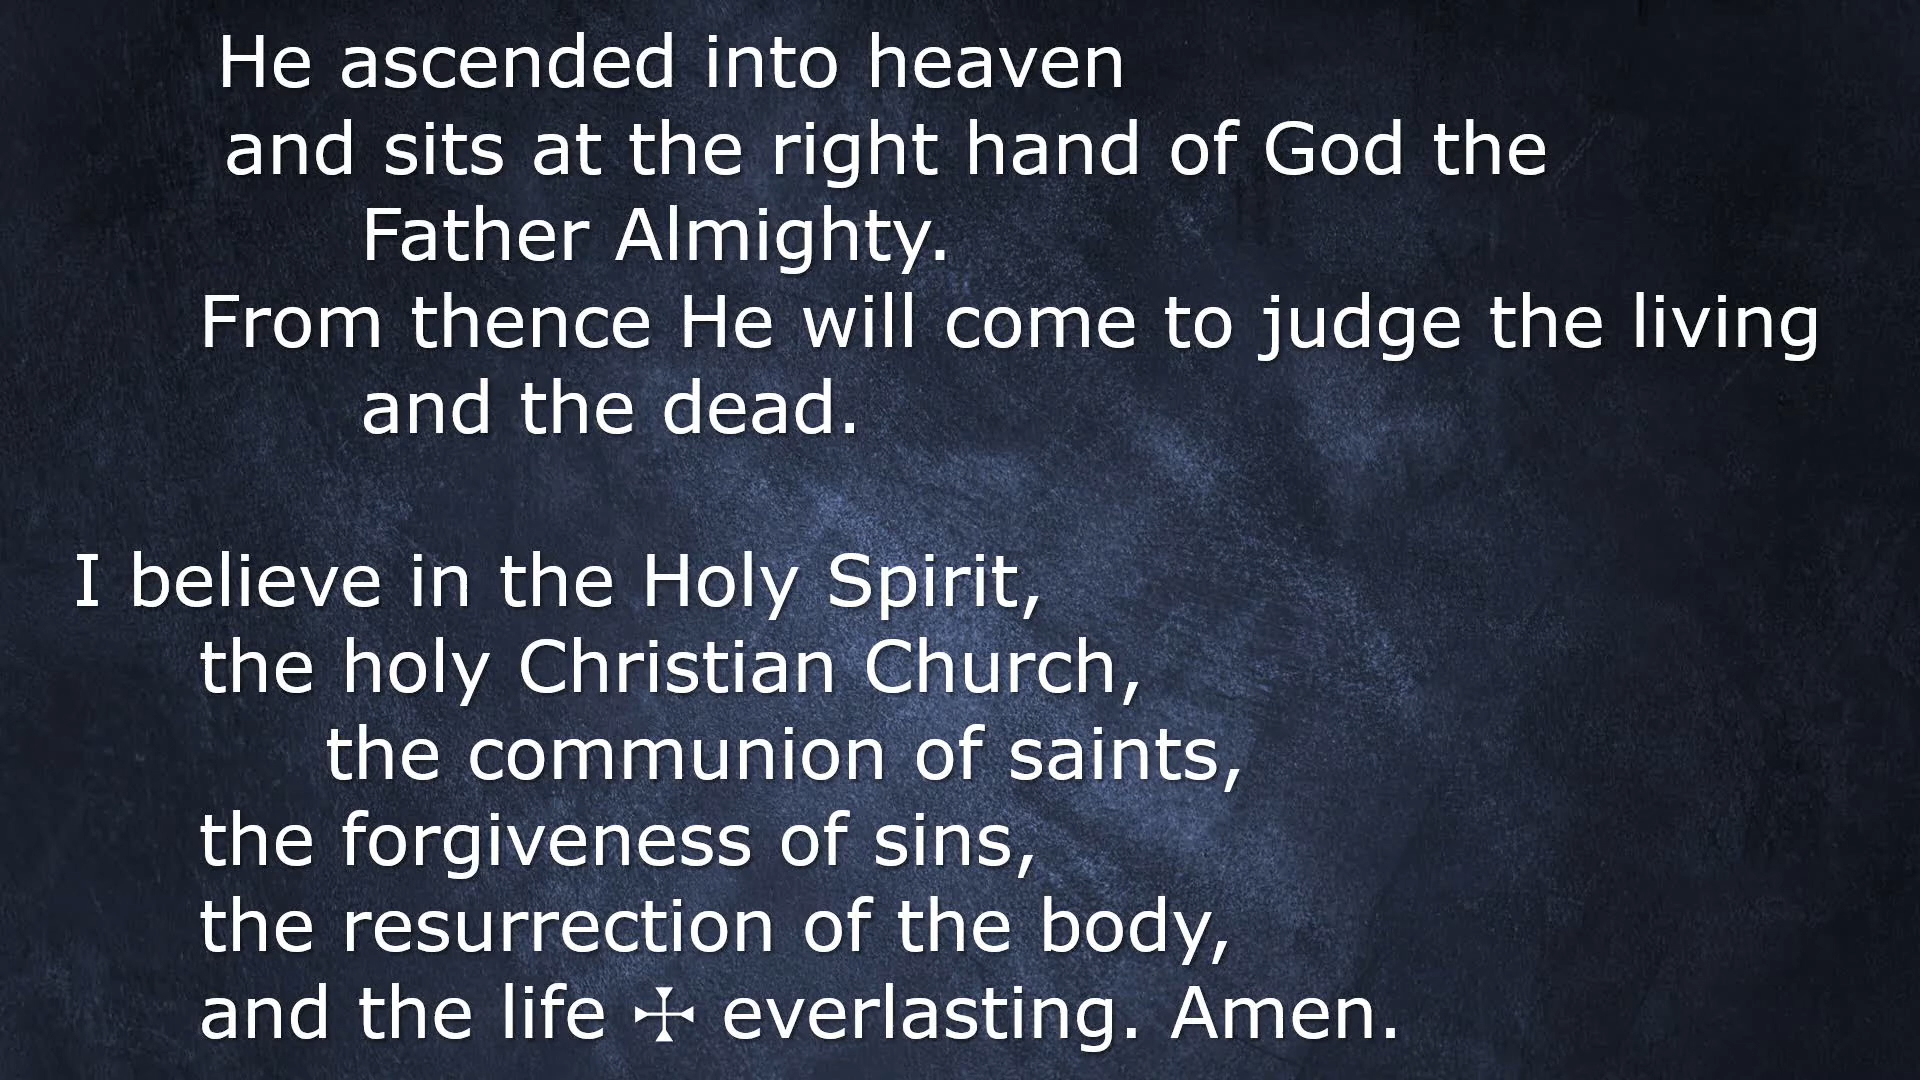 He ascended into heaven
and sits at the right hand of God the
Father Almighty.
From thence He will come to judge the living
and the dead.
I believe in the Holy Spirit,
the holy Christian Church,
the communion of saints,
the forgiveness of sins,
the resurrection of the body,
and the life ☩ everlasting. Amen.